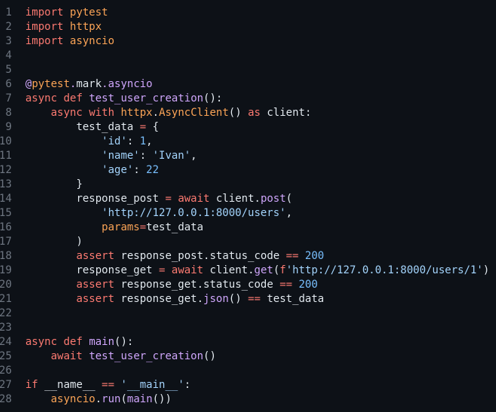 1 import pytest
2 import httpx
3 import asyncio
4
5
6 @pytest.mark.asyncio
7 async def test_user_creation():
8     async with httpx.AsyncClient() as client:
9         test_data = {
10             'id': 1,
11             'name': 'Ivan',
12             'age': 22
13         }
14         response_post = await client.post(
15             'http://127.0.0.1:8000/users',
16             params=test_data
17         )
18         assert response_post.status_code == 200
19         response_get = await client.get(f'http://127.0.0.1:8000/users/1')
20         assert response_get.status_code == 200
21         assert response_get.json() == test_data
22
23
24 async def main():
25     await test_user_creation()
26
27 if __name__ == '__main__':
28     asyncio.run(main())